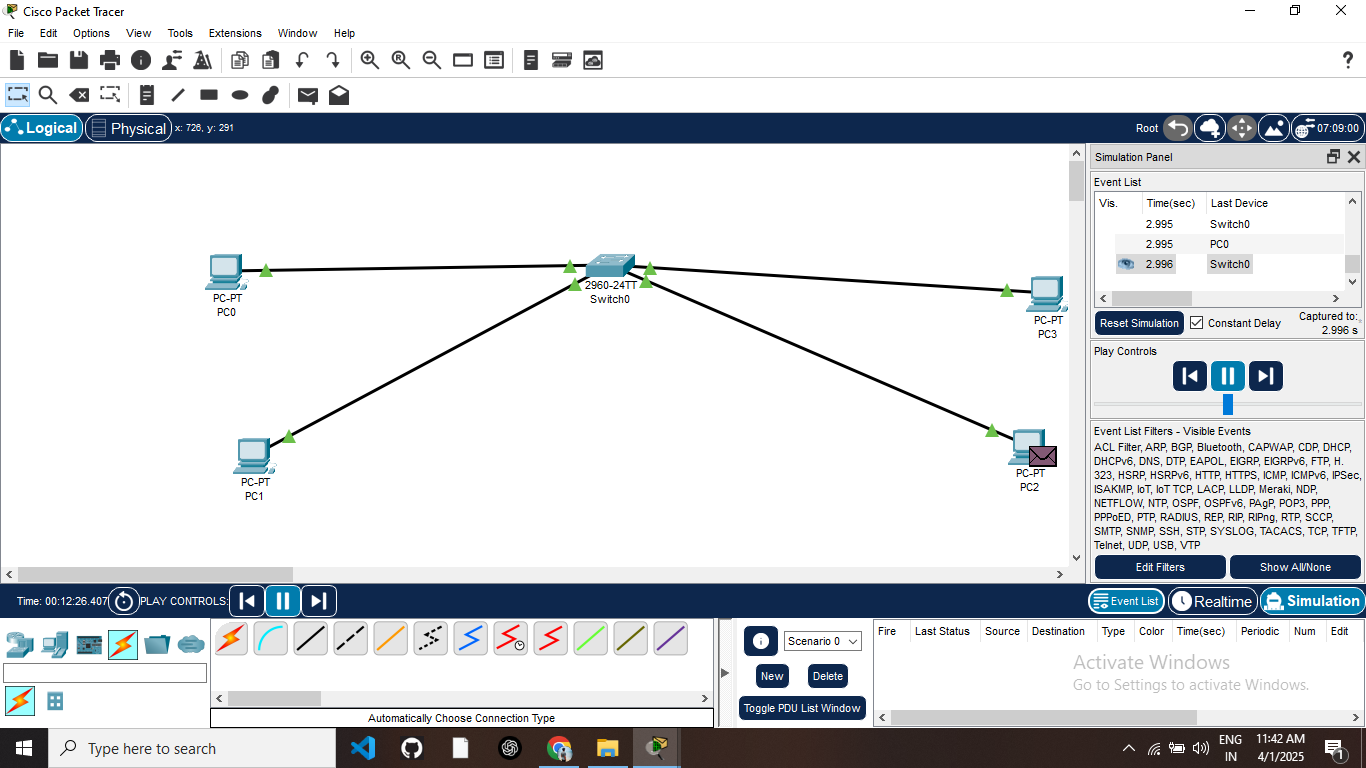 Cisco Packet Tracer
File Edit Options View Tools Extensions Window Help
Logical Physical x: 726, y: 291 Root 07:09:00
Simulation Panel
Event List
Vis. Time(sec) Last Device
2.995 Switch0
2.995 PC0
2.996 Switch0
Reset Simulation Constant Delay Captured to:
2.996 s
Play Controls
Event List Filters - Visible Events
ACL Filter, ARP, BGP, Bluetooth, CAPWAP, CDP, DHCP,
DHCPv6, DNS, DTP, EAPOL, EIGRP, EIGRPv6, FTP, H.
323, HSRP, HSRPv6, HTTP, HTTPS, ICMP, ICMPv6, IPSec,
ISAKMP, IoT, IoT TCP, LACP, LLDP, Meraki, NDP,
NETFLOW, NTP, OSPF, OSPFv6, PAgP, POP3, PPP,
PPPoED, PTP, RADIUS, REP, RIP, RIPng, RTP, SCCP,
SMTP, SNMP, SSH, STP, SYSLOG, TACACS, TCP, TFTP,
Telnet, UDP, USB, VTP
Edit Filters Show All/None
PC-PT
PC0
2960-24TT
Switch0
PC-PT
PC3
PC-PT
PC1
PC-PT
PC2
Time: 00:12:26.407 PLAY CONTROLS: Event List Realtime Simulation
Automatically Choose Connection Type
Scenario 0
New Delete
Toggle PDU List Window
Fire Last Status Source Destination Type Color Time(sec) Periodic Num Edit
Activate Windows
Go to Settings to activate Windows.
Type here to search
ENG
IN
11:42 AM
4/1/2025
1